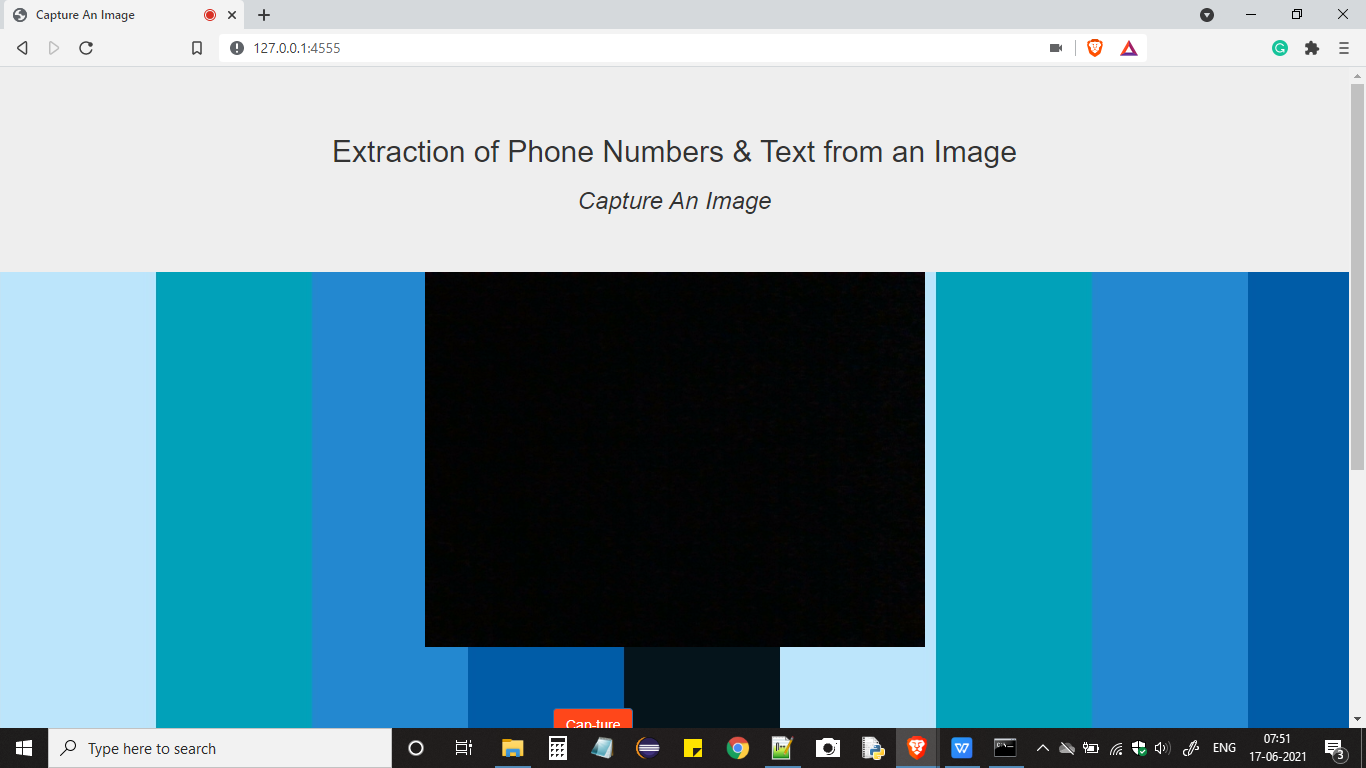 Capture An Image
127.0.0.1:4555
Extraction of Phone Numbers & Text from an Image
Capture An Image
Cap-ture
Type here to search
ENG
07:51
17-06-2021
3